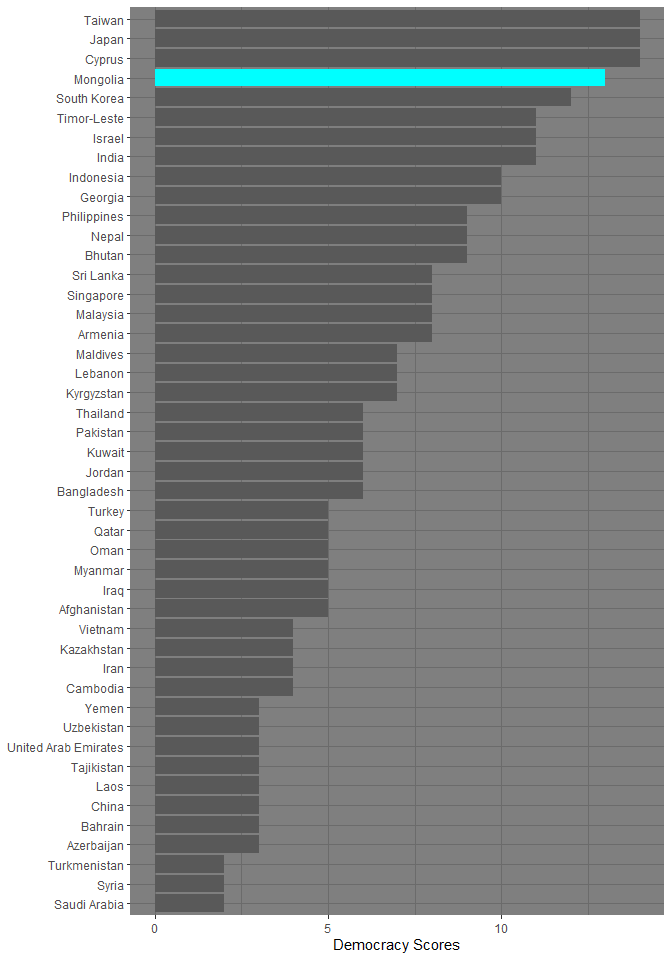 Taiwan
Japan
Cyprus
Mongolia
South Korea
Timor-Leste
Israel
India
Indonesia
Georgia
Philippines
Nepal
Bhutan
Sri Lanka
Singapore
Malaysia
Armenia
Maldives
Lebanon
Kyrgyzstan
Thailand
Pakistan
Kuwait
Jordan
Bangladesh
Turkey
Qatar
Oman
Myanmar
Iraq
Afghanistan
Vietnam
Kazakhstan
Iran
Cambodia
Yemen
Uzbekistan
United Arab Emirates
Tajikistan
Laos
China
Bahrain
Azerbaijan
Turkmenistan
Syria
Saudi Arabia
0 5 10
Democracy Scores